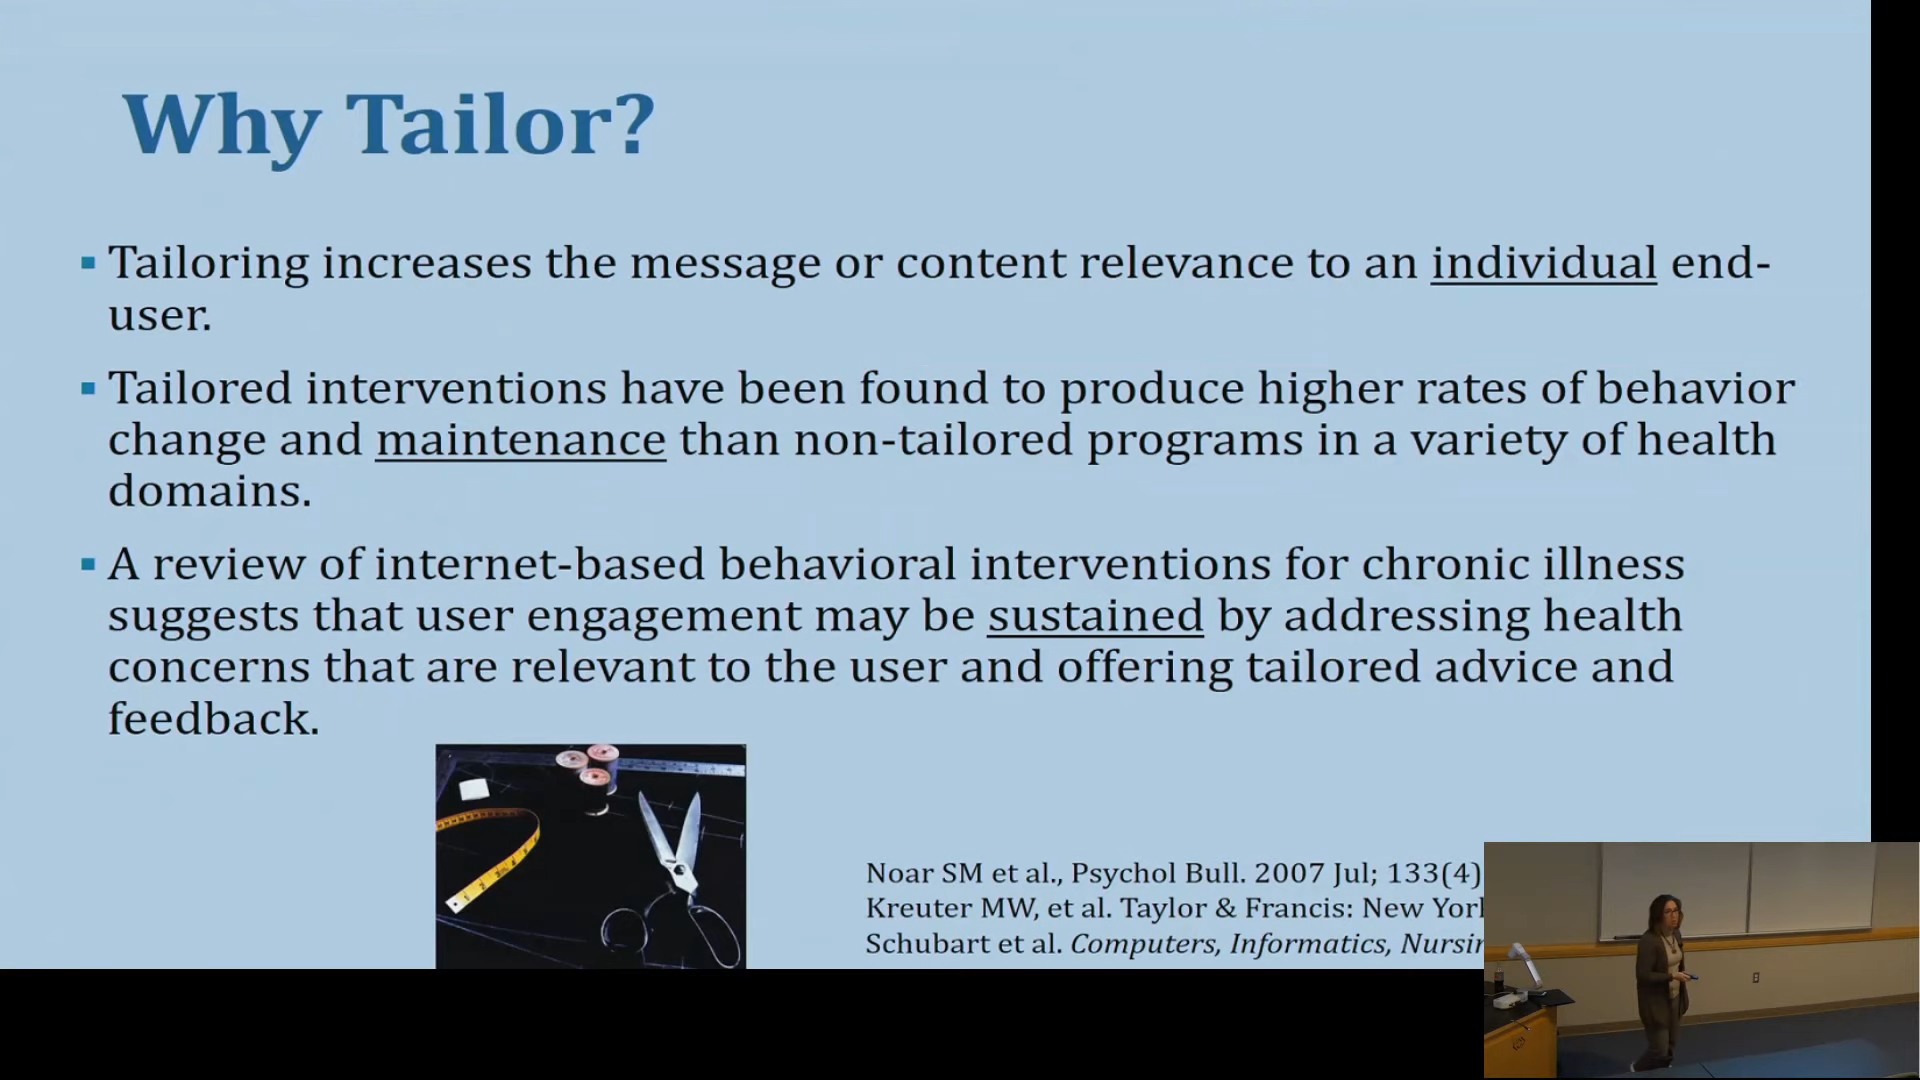 Why Tailor?
Tailoring increases the message or content relevance to an individual end-
user.
Tailored interventions have been found to produce higher rates of behavior
change and maintenance than non-tailored programs in a variety of health
domains.
A review of internet-based behavioral interventions for chronic illness
suggests that user engagement may be sustained by addressing health
concerns that are relevant to the user and offering tailored advice and
feedback.
Noar SM et al., Psychol Bull. 2007 Jul; 133(4)
Kreuter MW, et al. Taylor & Francis: New
Schubart et al. Computers, Informatics,